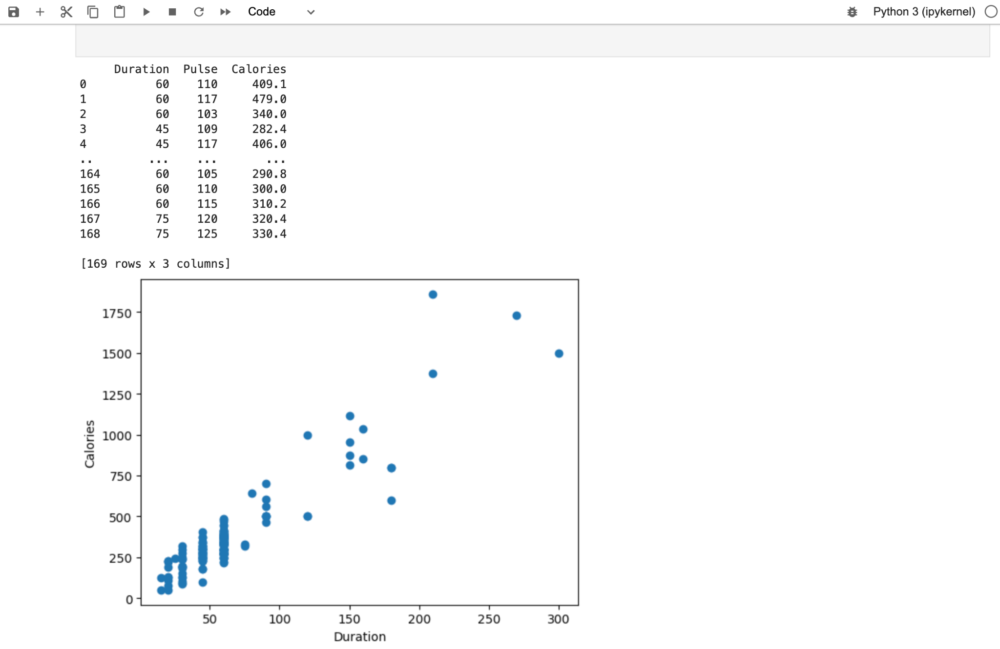 Code Python 3 (ipykernel)
Duration Pulse Calories
0 60 110 409.1
1 60 117 479.0
2 60 103 340.0
3 45 109 282.4
4 45 117 406.0
.. ... ... ...
164 60 105 290.8
165 60 110 300.0
166 60 115 310.2
167 75 120 320.4
168 75 125 330.4
[169 rows x 3 columns]
1750
1500
1250
1000
750
500
250
0
Calories
50 100 150 200 250 300
Duration